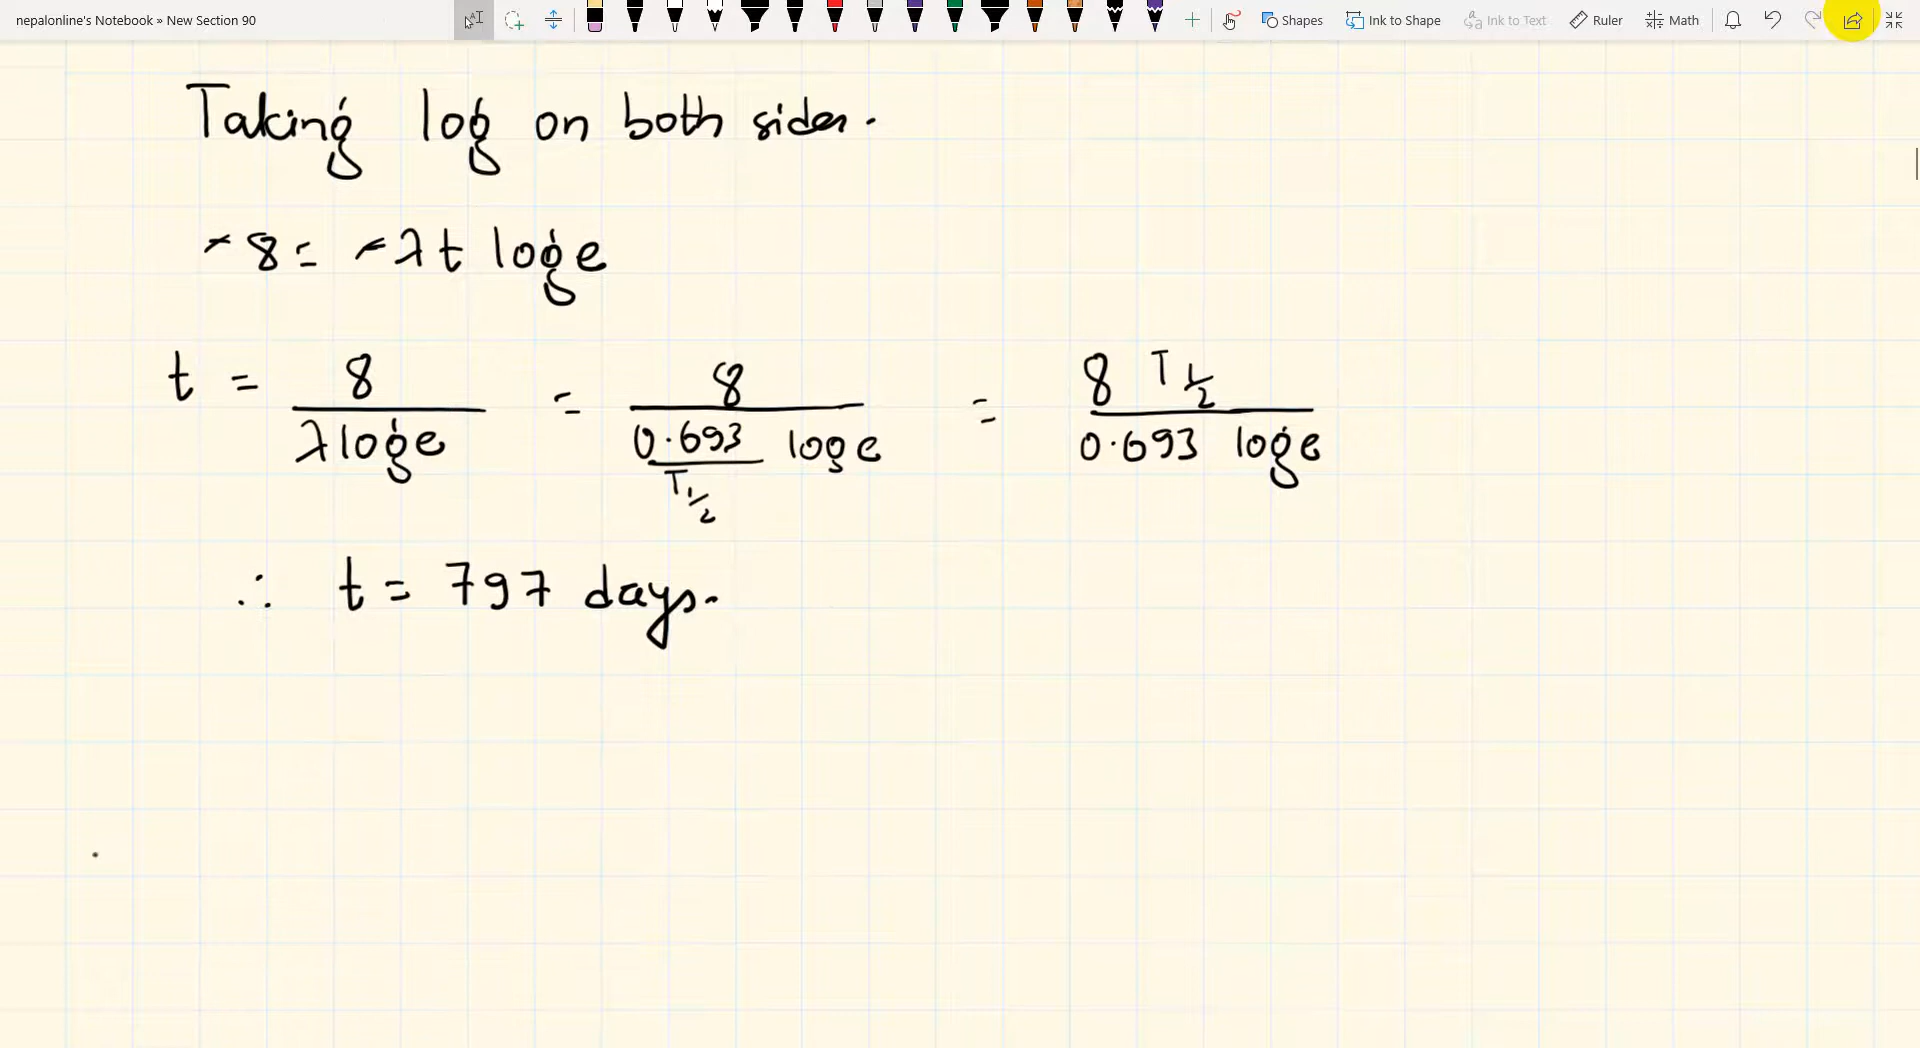 nepalonline's Notebook » New Section 90
Shapes Ink to Shape Ink to Text Ruler Math
Taking log on both sides.
-8 = -λt loge
t = 8/(λ loge) = 8/((0.693/T½) loge) = 8 T½/(0.693 loge)
∴ t = 797 days.